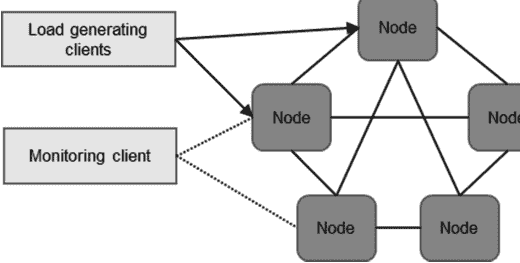 Load generating
clients
Node
Node
Node
Monitoring client
Node
Node